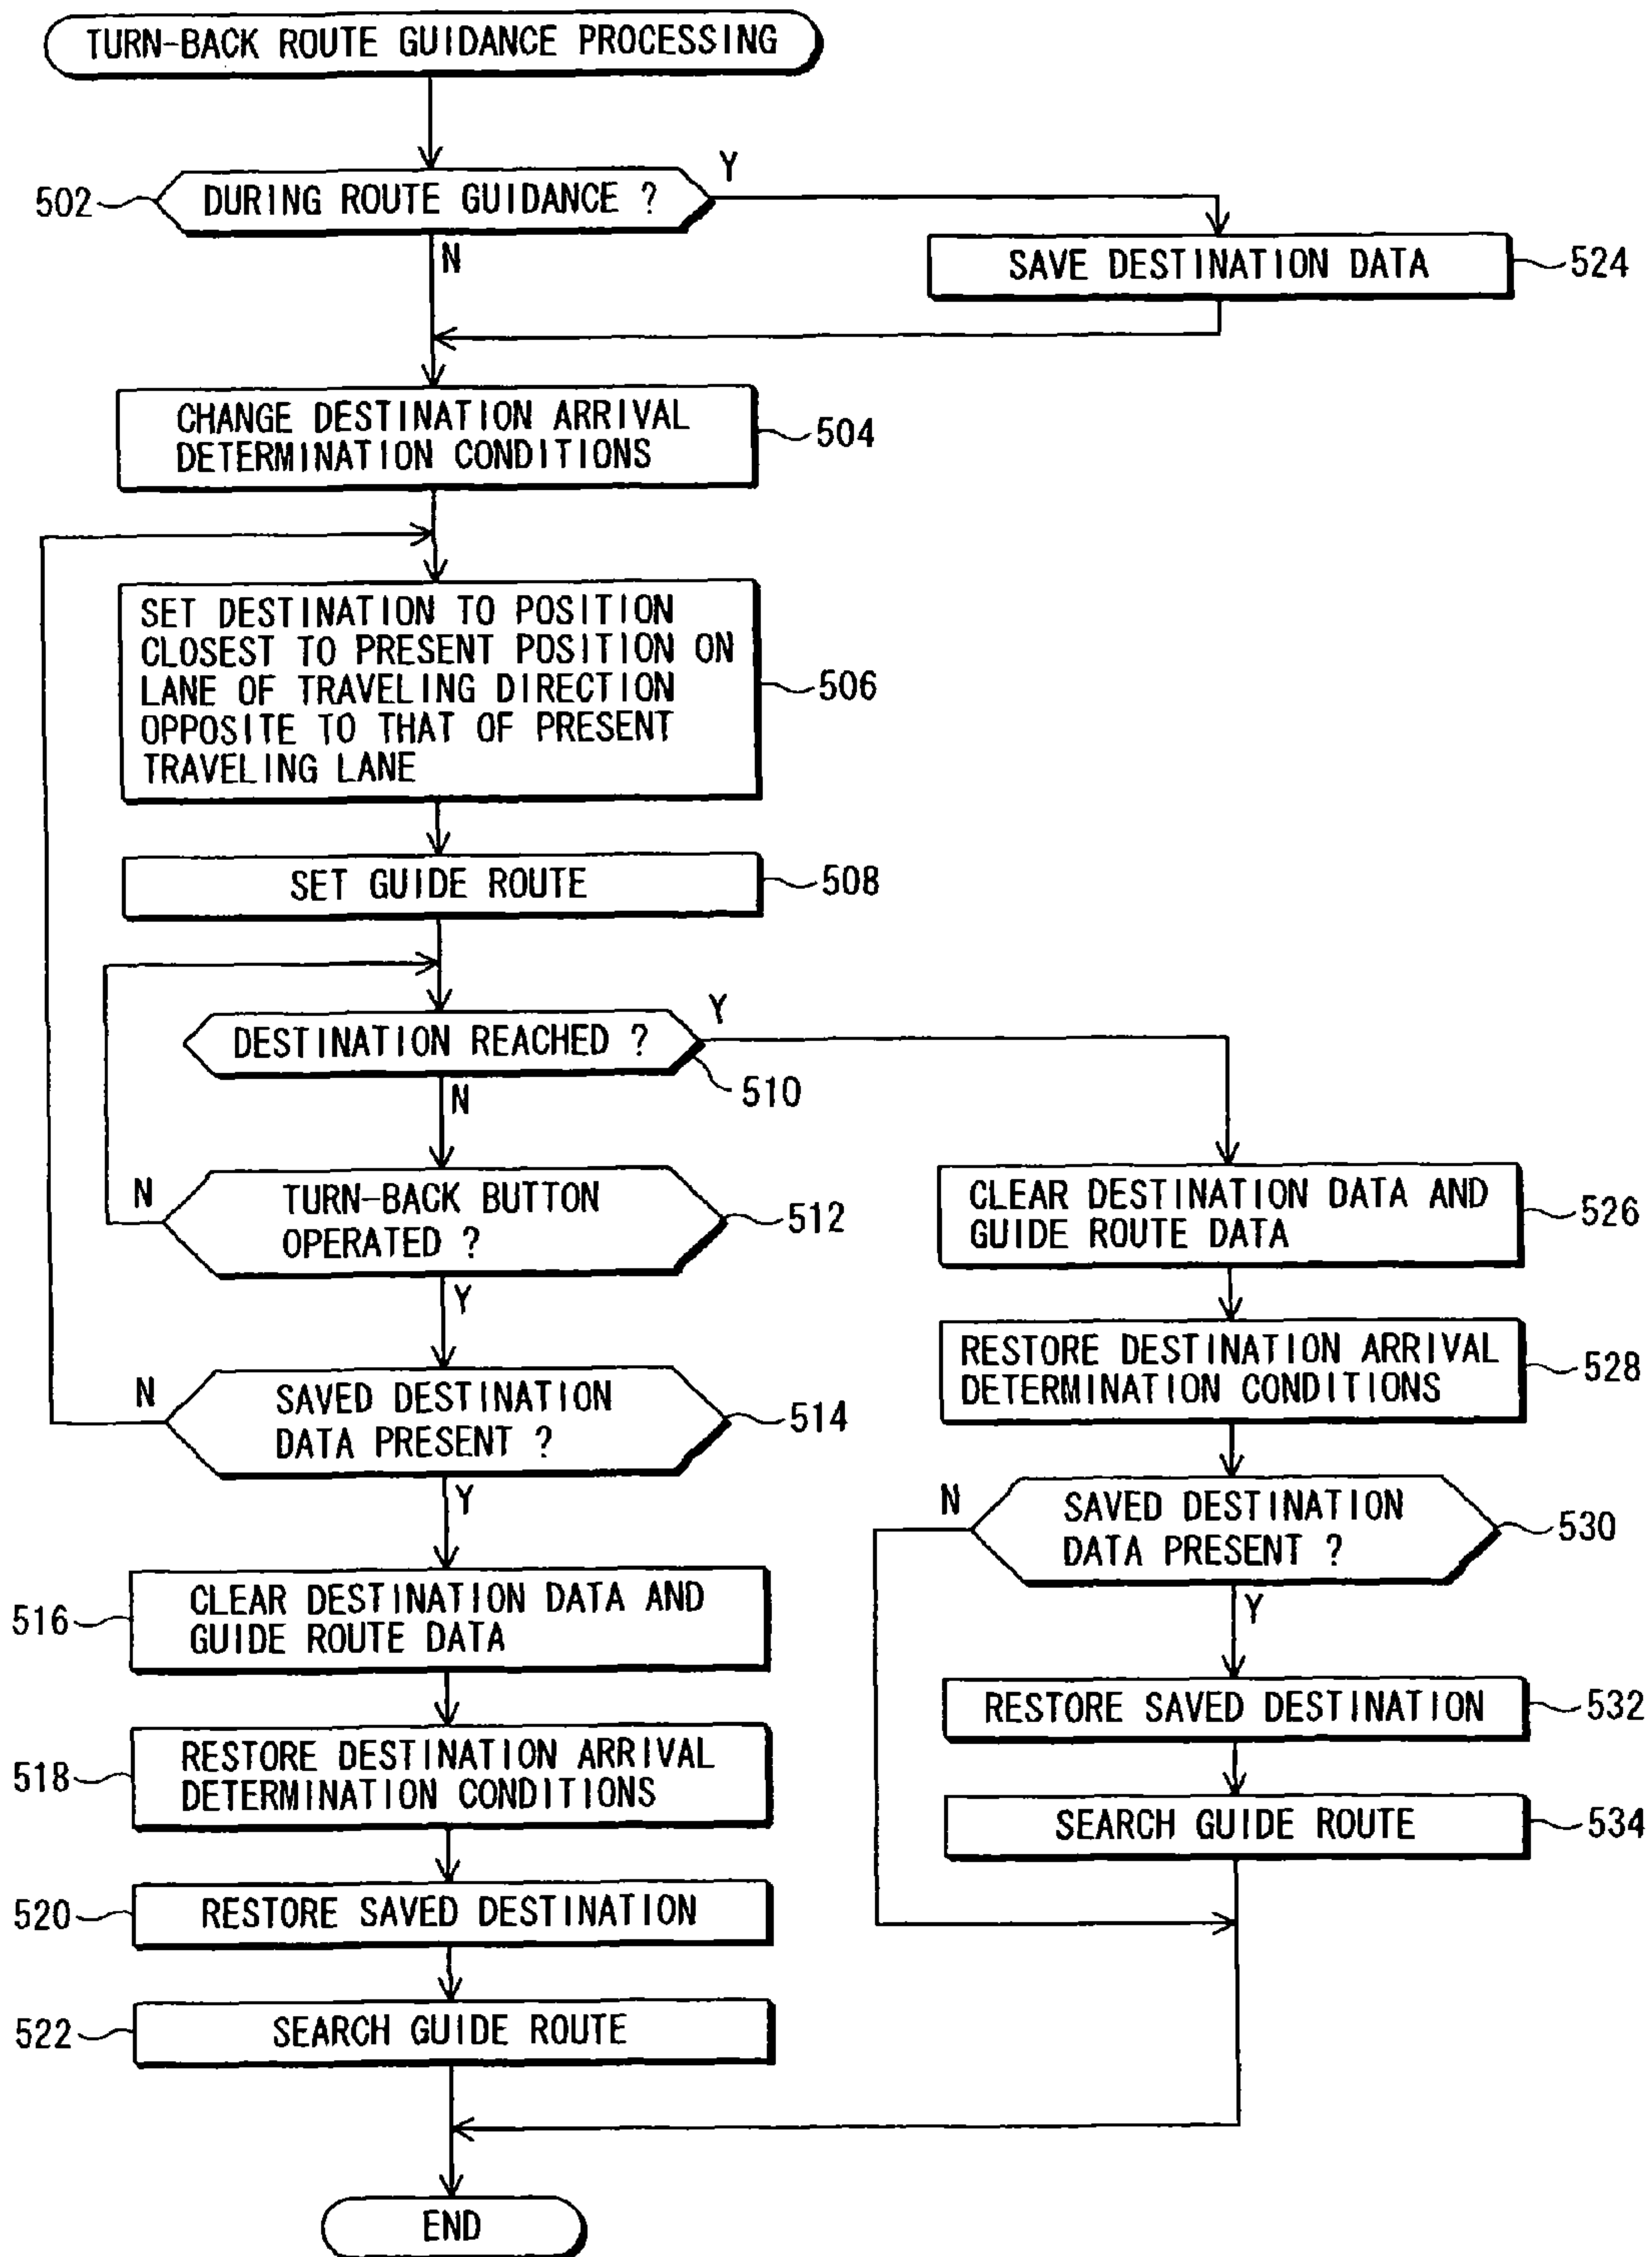 TURN-BACK ROUTE GUIDANCE PROCESSING
502
DURING ROUTE GUIDANCE ?
Y
N
SAVE DESTINATION DATA
524
CHANGE DESTINATION ARRIVAL
DETERMINATION CONDITIONS
504
SET DESTINATION TO POSITION
CLOSEST TO PRESENT POSITION ON
LANE OF TRAVELING DIRECTION
OPPOSITE TO THAT OF PRESENT
TRAVELING LANE
506
SET GUIDE ROUTE
508
DESTINATION REACHED ?
Y
510
N
N
TURN-BACK BUTTON
OPERATED ?
512
Y
N
SAVED DESTINATION
DATA PRESENT ?
514
Y
516
CLEAR DESTINATION DATA AND
GUIDE ROUTE DATA
518
RESTORE DESTINATION ARRIVAL
DETERMINATION CONDITIONS
520
RESTORE SAVED DESTINATION
522
SEARCH GUIDE ROUTE
CLEAR DESTINATION DATA AND
GUIDE ROUTE DATA
526
RESTORE DESTINATION ARRIVAL
DETERMINATION CONDITIONS
528
N
SAVED DESTINATION
DATA PRESENT ?
530
Y
RESTORE SAVED DESTINATION
532
SEARCH GUIDE ROUTE
534
END